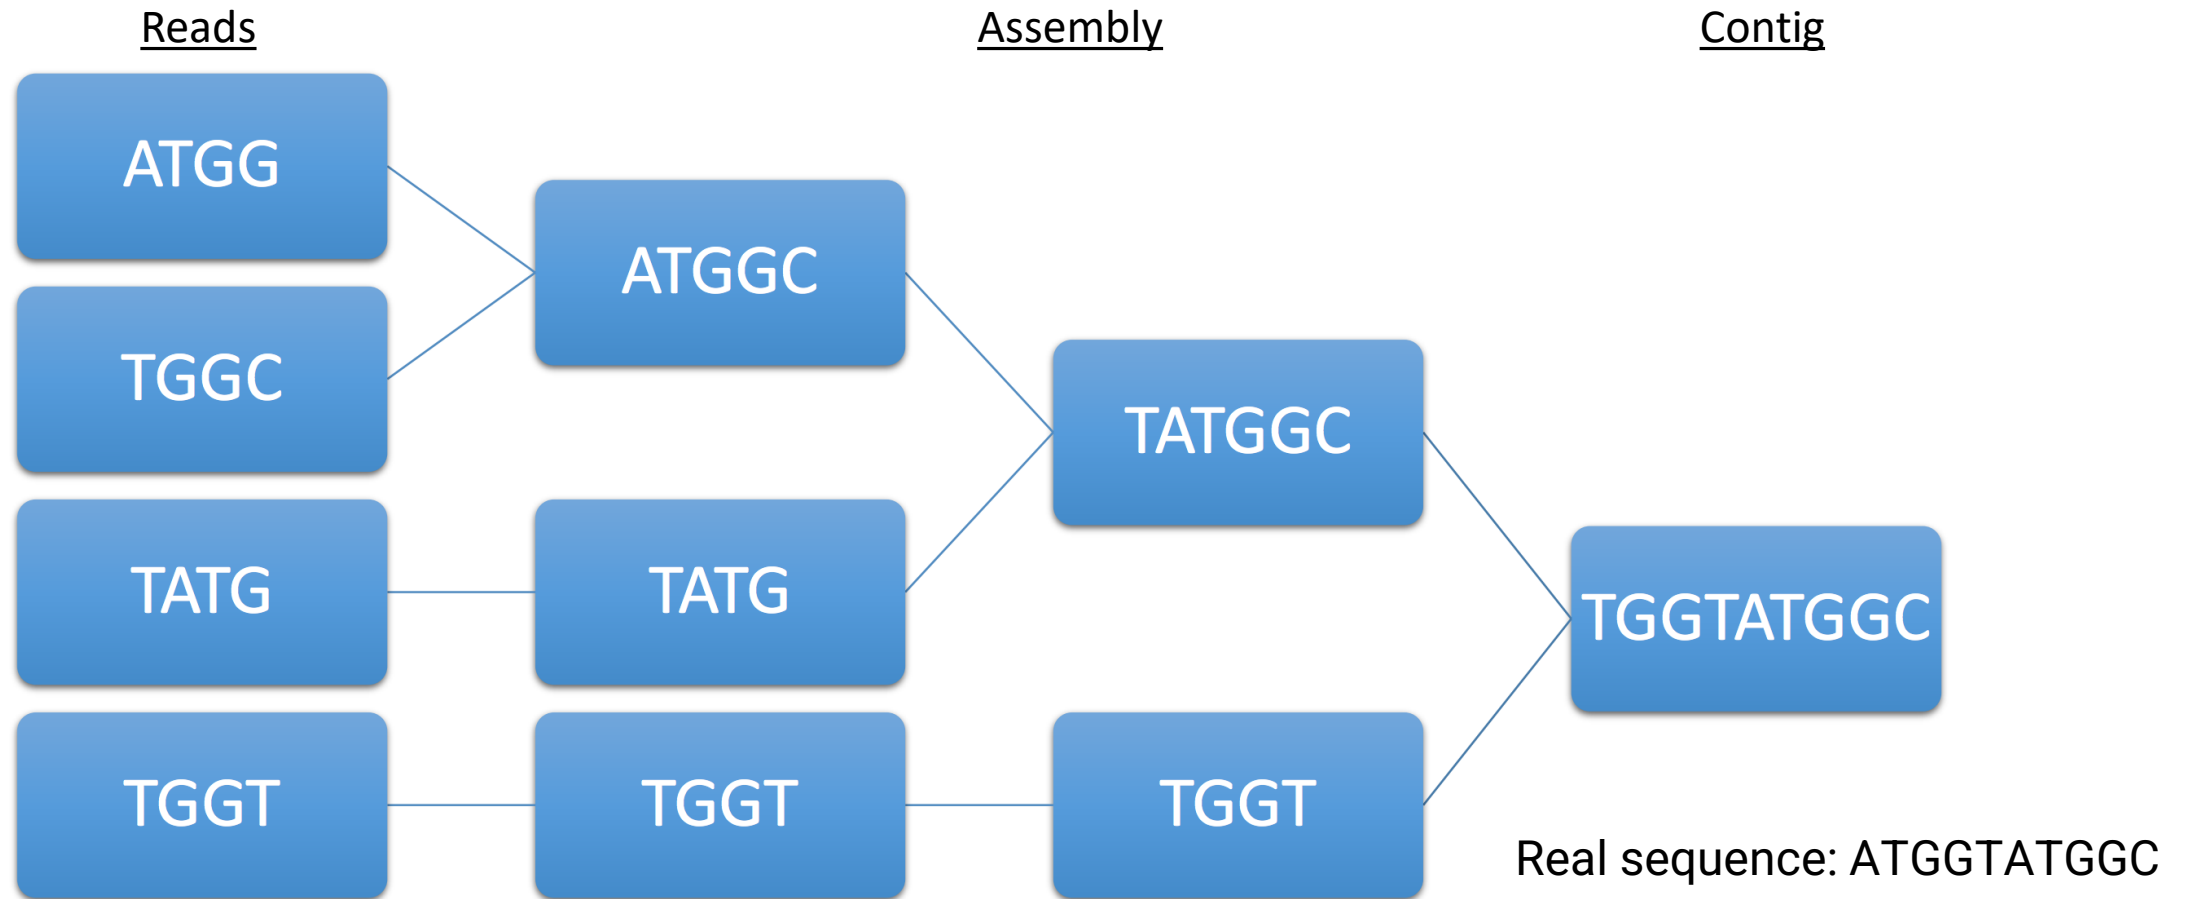 Reads
Assembly
Contig
ATGG
TGGC
TATG
TGGT
ATGGC
TATG
TGGT
TATGGC
TGGT
TGGTATGGC
Real sequence: ATGGTATGGC